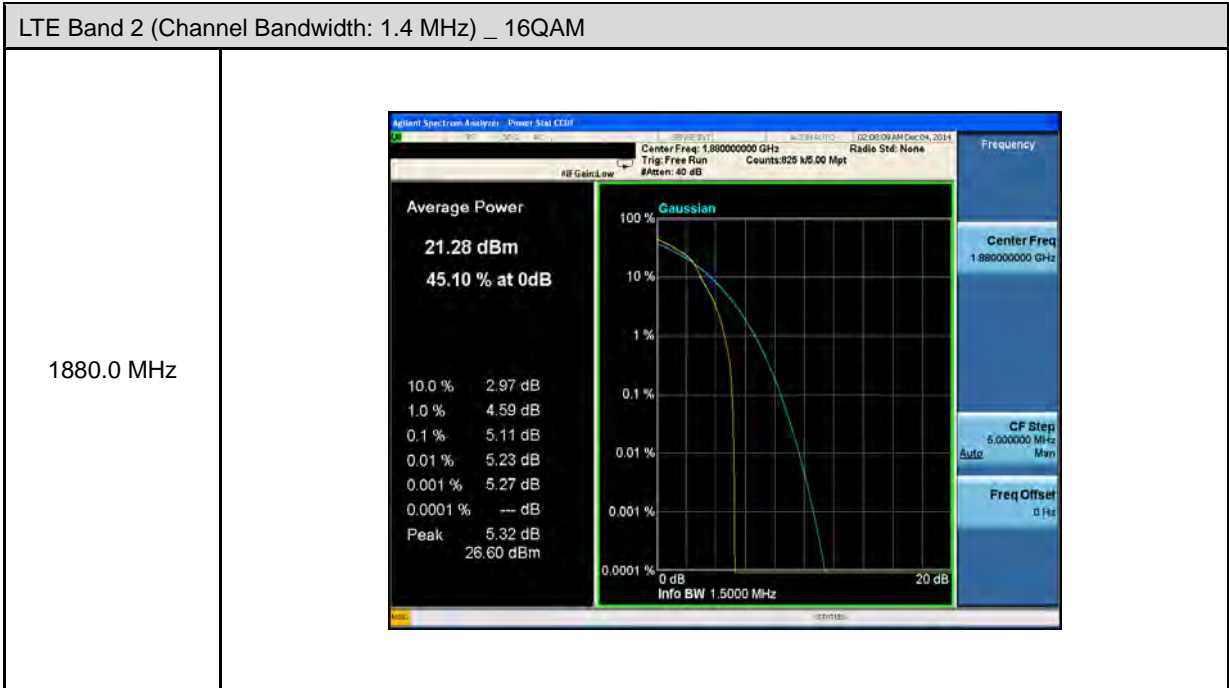 LTE Band 2 (Channel Bandwidth: 1.4 MHz) _ 16QAM
1880.0 MHz
Agilent Spectrum Analyzer Power Stat CCDF
02:08:09 AM Dec 04, 2014
Center Freq: 1.880000000 GHz
Radio Std: None
Trig: Free Run
Counts:825 k/5.00 Mpt
#IFGain:Low
#Atten: 40 dB
Frequency
Average Power
21.28 dBm
45.10 % at 0dB
10.0 % 2.97 dB
1.0 % 4.59 dB
0.1 % 5.11 dB
0.01 % 5.23 dB
0.001 % 5.27 dB
0.0001 % --- dB
Peak 5.32 dB
26.60 dBm
Gaussian
100 %
10 %
1 %
0.1 %
0.01 %
0.001 %
0.0001 %
0 dB
20 dB
Info BW 1.5000 MHz
Center Freq
1.880000000 GHz
CF Step
5.000000 MHz
Auto Man
Freq Offset
0 Hz
MSG
STATUS